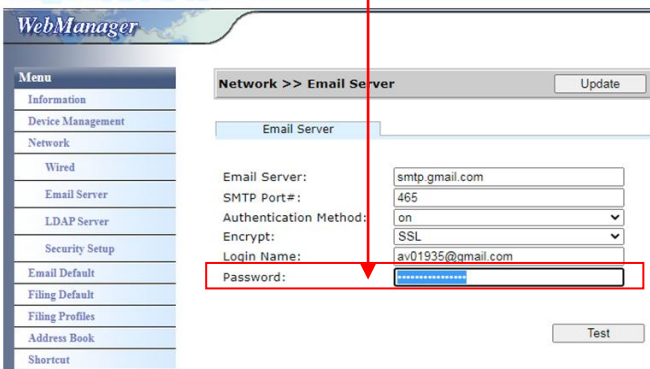 WebManager
Menu
Information
Device Management
Network
Wired
Email Server
LDAP Server
Security Setup
Email Default
Filing Default
Filing Profiles
Address Book
Shortcut
Network >> Email Server
Update
Email Server
Email Server: smtp.gmail.com
SMTP Port#: 465
Authentication Method: on
Encrypt: SSL
Login Name: av01935@gmail.com
Password: ••••••••••••••••
Test